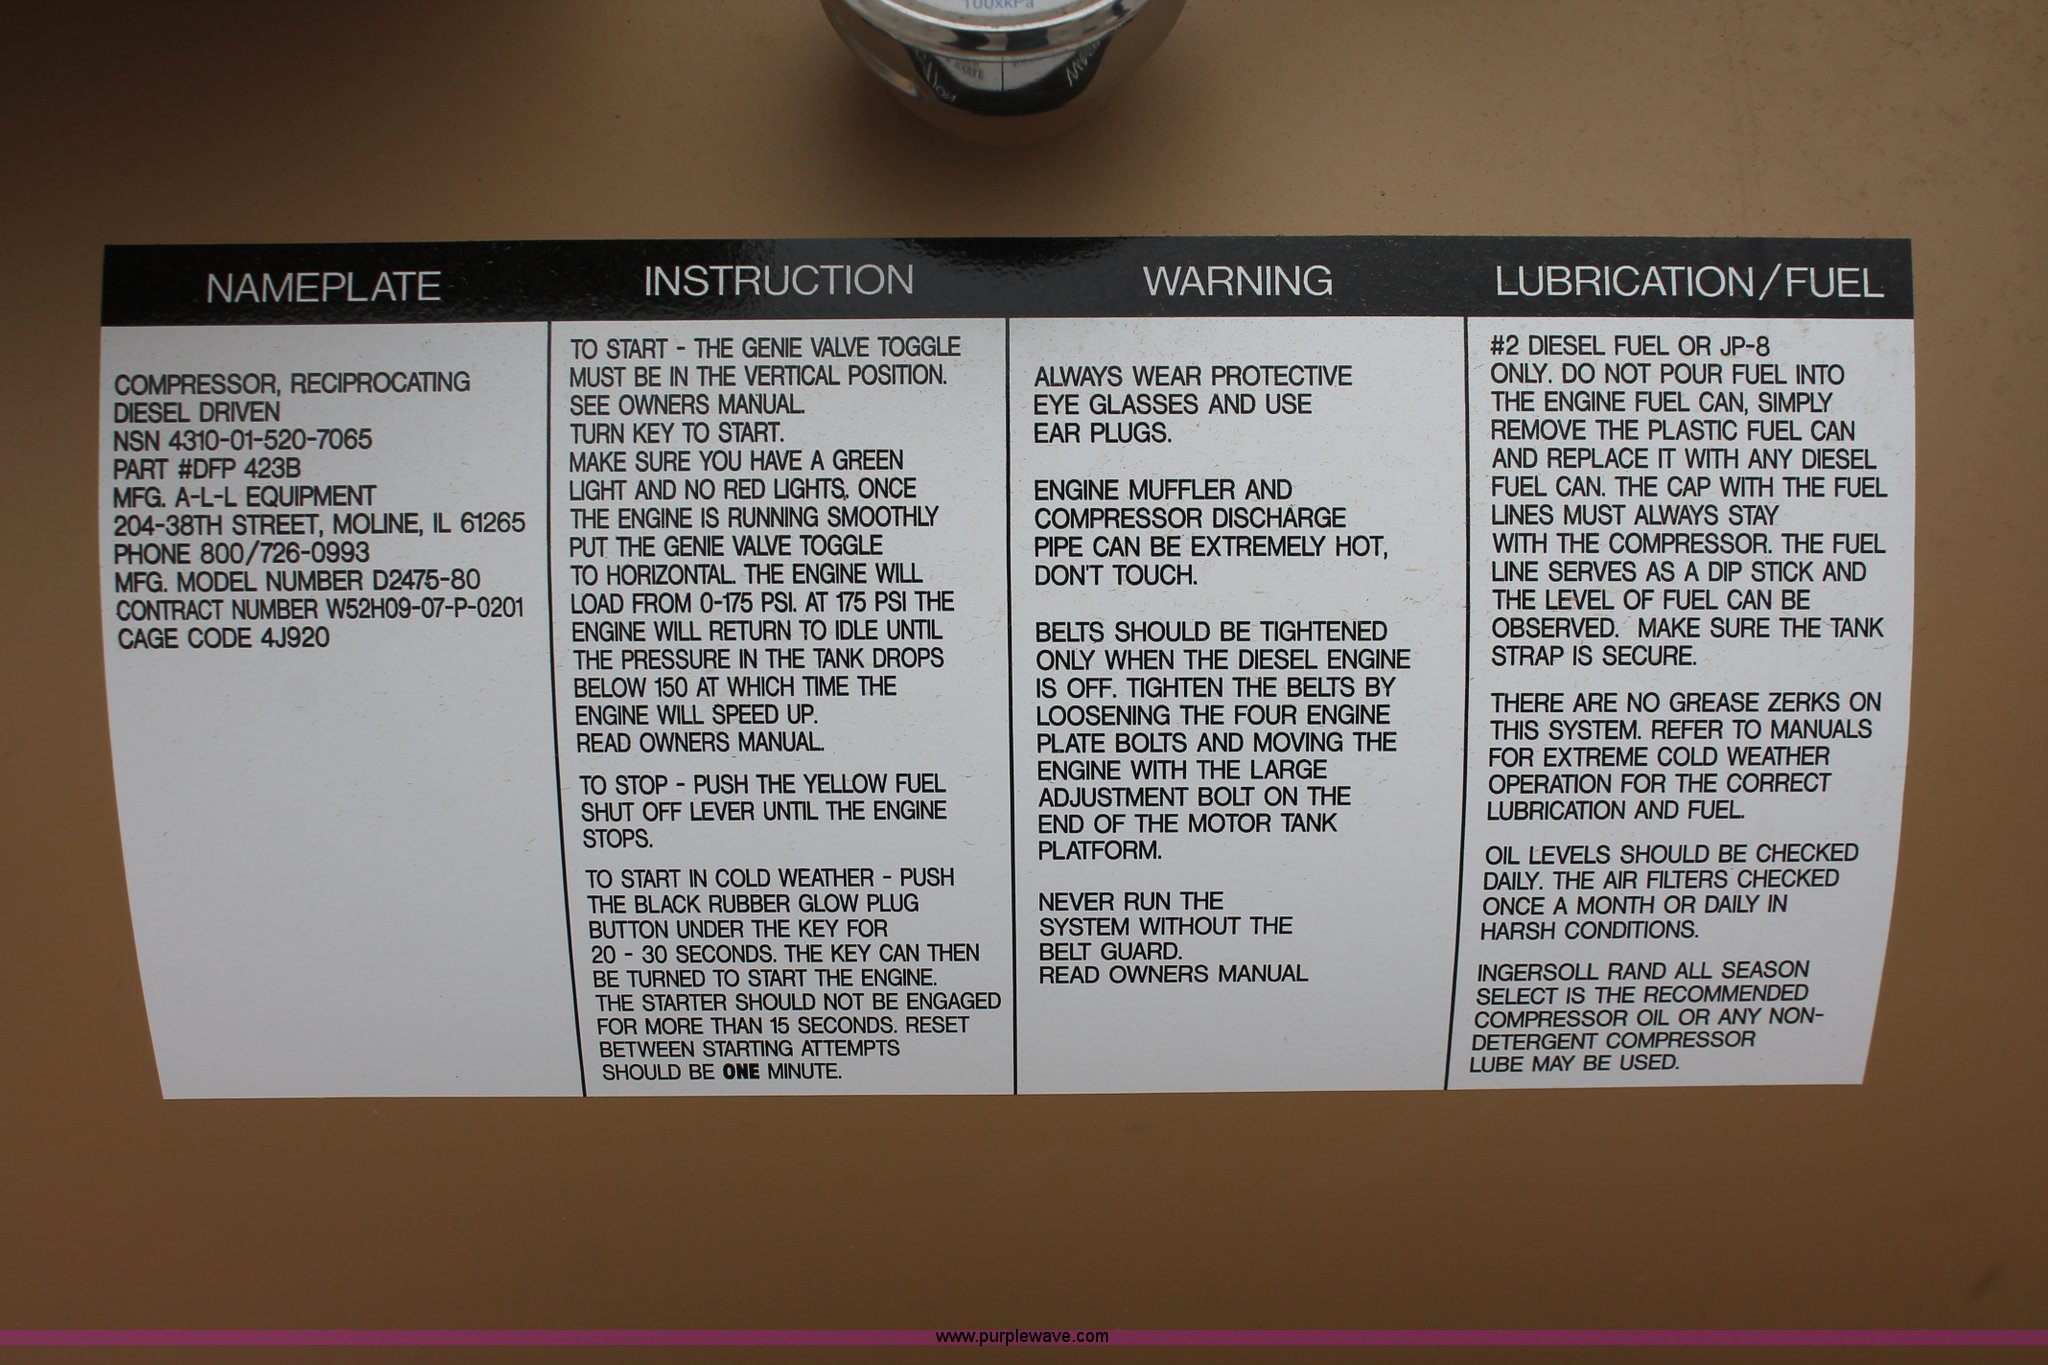 100xkPa
NAMEPLATE
COMPRESSOR, RECIPROCATING
DIESEL DRIVEN
NSN 4310-01-520-7065
PART #DFP 423B
MFG. A-L-L EQUIPMENT
204-38TH STREET, MOLINE, IL 61265
PHONE 800/726-0993
MFG. MODEL NUMBER D2475-80
CONTRACT NUMBER W52H09-07-P-0201
CAGE CODE 4J920
INSTRUCTION
TO START - THE GENIE VALVE TOGGLE
MUST BE IN THE VERTICAL POSITION.
SEE OWNERS MANUAL.
TURN KEY TO START.
MAKE SURE YOU HAVE A GREEN
LIGHT AND NO RED LIGHTS. ONCE
THE ENGINE IS RUNNING SMOOTHLY
PUT THE GENIE VALVE TOGGLE
TO HORIZONTAL. THE ENGINE WILL
LOAD FROM 0-175 PSI. AT 175 PSI THE
ENGINE WILL RETURN TO IDLE UNTIL
THE PRESSURE IN THE TANK DROPS
BELOW 150 AT WHICH TIME THE
ENGINE WILL SPEED UP.
READ OWNERS MANUAL.
TO STOP - PUSH THE YELLOW FUEL
SHUT OFF LEVER UNTIL THE ENGINE
STOPS.
TO START IN COLD WEATHER - PUSH
THE BLACK RUBBER GLOW PLUG
BUTTON UNDER THE KEY FOR
20 - 30 SECONDS. THE KEY CAN THEN
BE TURNED TO START THE ENGINE.
THE STARTER SHOULD NOT BE ENGAGED
FOR MORE THAN 15 SECONDS. RESET
BETWEEN STARTING ATTEMPTS
SHOULD BE ONE MINUTE.
WARNING
ALWAYS WEAR PROTECTIVE
EYE GLASSES AND USE
EAR PLUGS.
ENGINE MUFFLER AND
COMPRESSOR DISCHARGE
PIPE CAN BE EXTREMELY HOT,
DON'T TOUCH.
BELTS SHOULD BE TIGHTENED
ONLY WHEN THE DIESEL ENGINE
IS OFF. TIGHTEN THE BELTS BY
LOOSENING THE FOUR ENGINE
PLATE BOLTS AND MOVING THE
ENGINE WITH THE LARGE
ADJUSTMENT BOLT ON THE
END OF THE MOTOR TANK
PLATFORM.
NEVER RUN THE
SYSTEM WITHOUT THE
BELT GUARD.
READ OWNERS MANUAL
LUBRICATION/FUEL
#2 DIESEL FUEL OR JP-8
ONLY. DO NOT POUR FUEL INTO
THE ENGINE FUEL CAN, SIMPLY
REMOVE THE PLASTIC FUEL CAN
AND REPLACE IT WITH ANY DIESEL
FUEL CAN. THE CAP WITH THE FUEL
LINES MUST ALWAYS STAY
WITH THE COMPRESSOR. THE FUEL
LINE SERVES AS A DIP STICK AND
THE LEVEL OF FUEL CAN BE
OBSERVED. MAKE SURE THE TANK
STRAP IS SECURE.
THERE ARE NO GREASE ZERKS ON
THIS SYSTEM. REFER TO MANUALS
FOR EXTREME COLD WEATHER
OPERATION FOR THE CORRECT
LUBRICATION AND FUEL.
OIL LEVELS SHOULD BE CHECKED
DAILY. THE AIR FILTERS CHECKED
ONCE A MONTH OR DAILY IN
HARSH CONDITIONS.
INGERSOLL RAND ALL SEASON
SELECT IS THE RECOMMENDED
COMPRESSOR OIL OR ANY NON-
DETERGENT COMPRESSOR
LUBE MAY BE USED.
www.purplewave.com